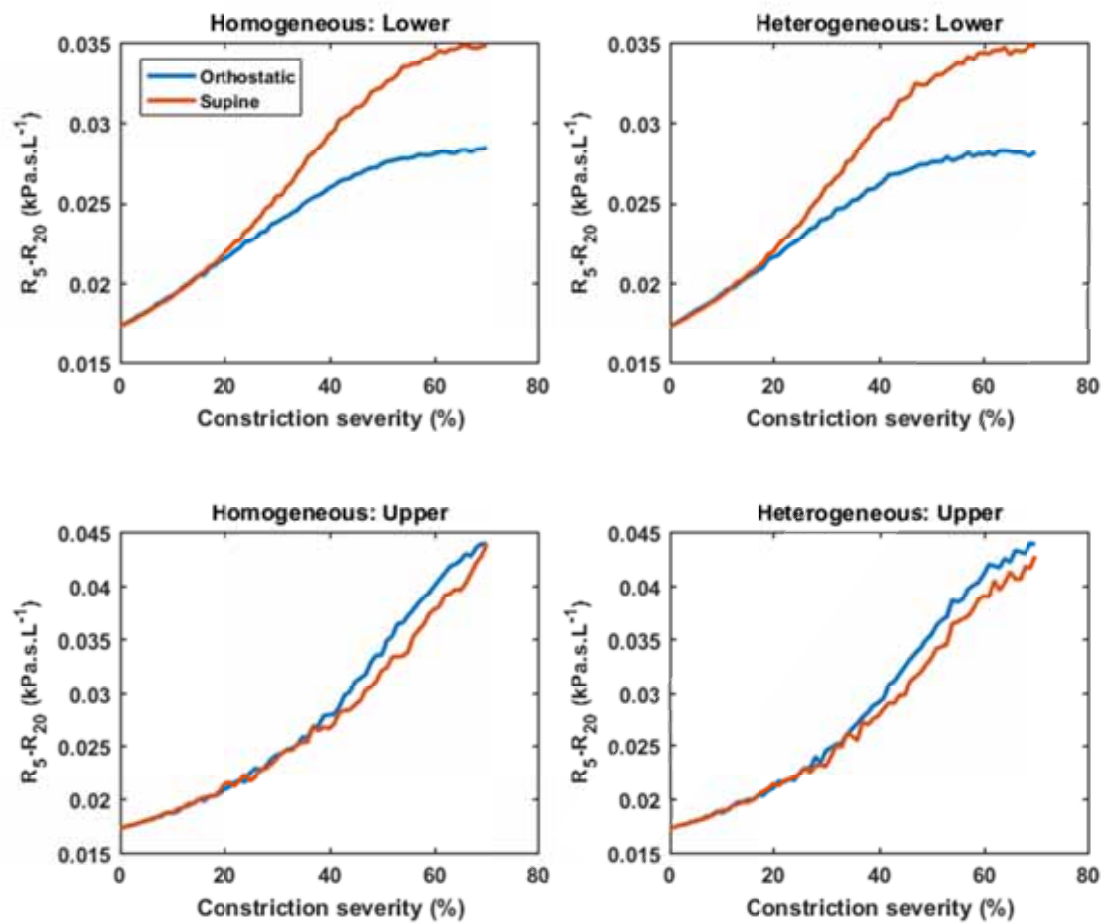 Homogeneous: Lower
0.035
0.03
0.025
0.02
0.015
R5-R20 (kPa.s.L-1)
Orthostatic
Supine
0 20 40 60 80
Constriction severity (%)
Heterogeneous: Lower
0.035
0.03
0.025
0.02
0.015
R5-R20 (kPa.s.L-1)
0 20 40 60 80
Constriction severity (%)
Homogeneous: Upper
0.045
0.04
0.035
0.03
0.025
0.02
0.015
R5-R20 (kPa.s.L-1)
0 20 40 60 80
Constriction severity (%)
Heterogeneous: Upper
0.045
0.04
0.035
0.03
0.025
0.02
0.015
R5-R20 (kPa.s.L-1)
0 20 40 60 80
Constriction severity (%)